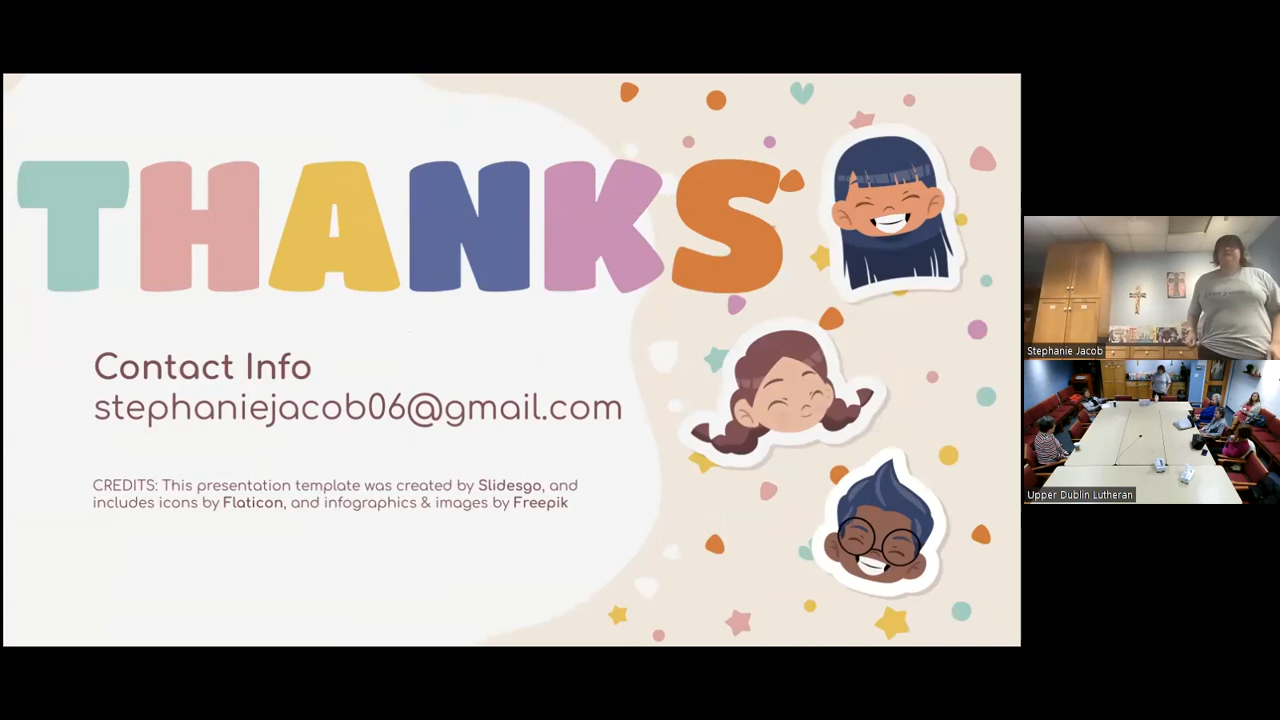 THANKS
Contact Info
stephaniejacob06@gmail.com
CREDITS: This presentation template was created by Slidesgo, and
includes icons by Flaticon, and infographics & images by Freepik
Stephanie Jacob
Upper Dublin Lutheran